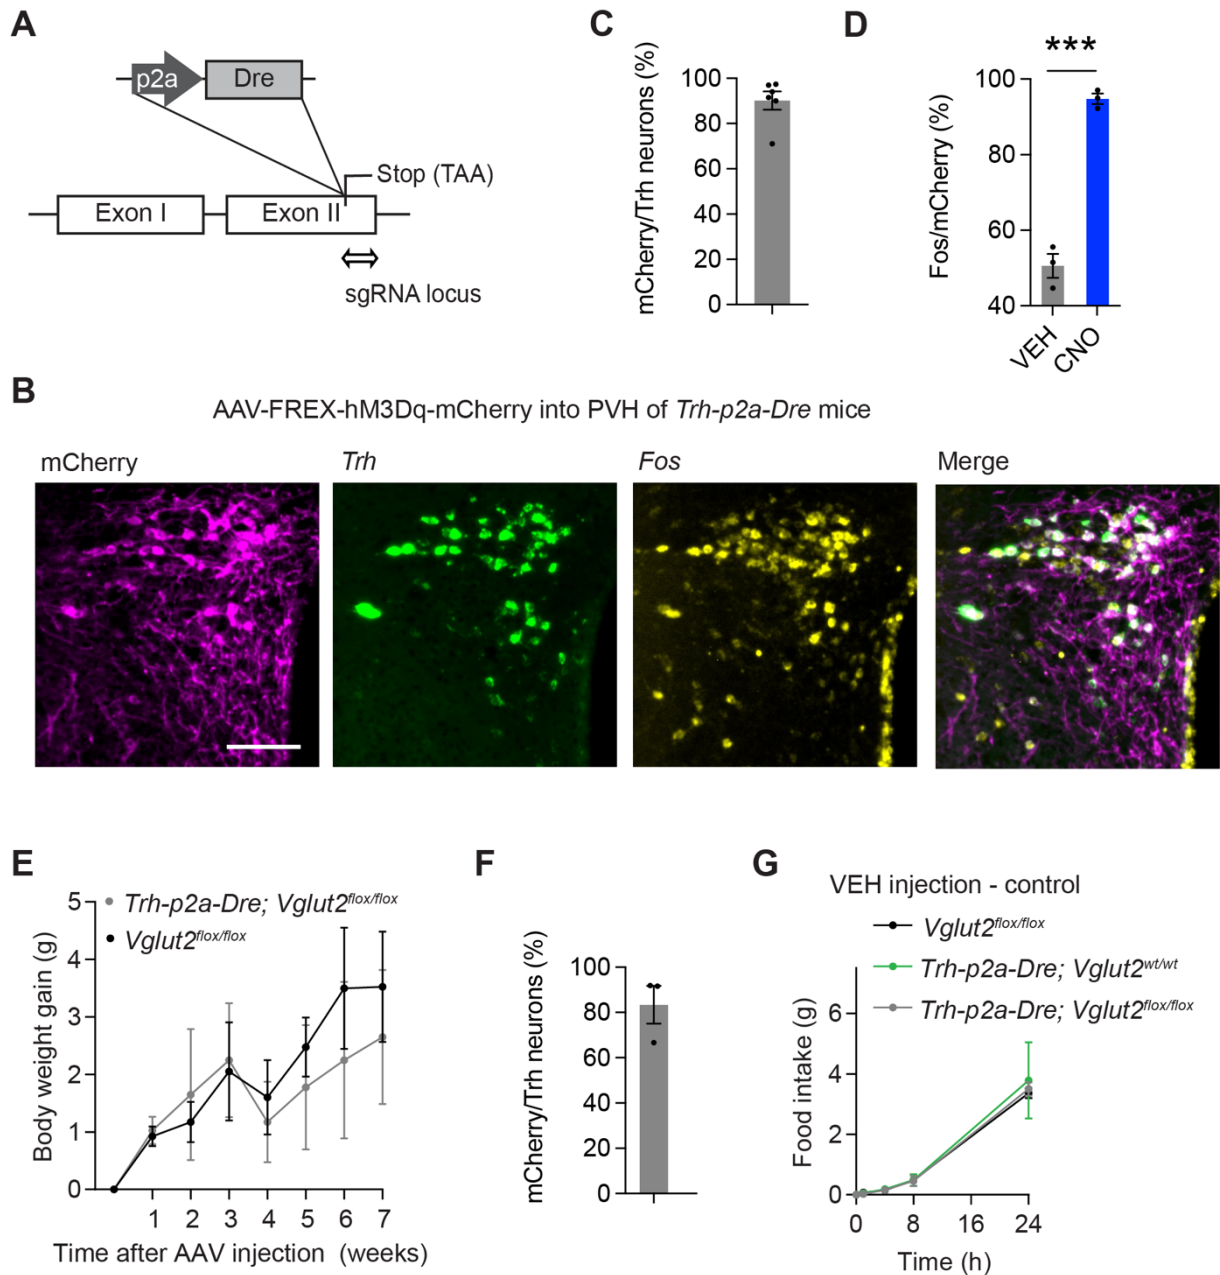 A
p2a
Dre
Stop (TAA)
Exon I
Exon II
sgRNA locus
C
mCherry/Trh neurons (%)
100
80
60
40
20
0
D
***
Fos/mCherry (%)
100
80
60
40
VEH
CNO
B
AAV-FREX-hM3Dq-mCherry into PVH of Trh-p2a-Dre mice
mCherry
Trh
Fos
Merge
E
Trh-p2a-Dre; Vglut2flox/flox
Vglut2flox/flox
Body weight gain (g)
5
4
3
2
1
0
1 2 3 4 5 6 7
Time after AAV injection (weeks)
F
mCherry/Trh neurons (%)
100
80
60
40
20
0
G
VEH injection - control
Vglut2flox/flox
Trh-p2a-Dre; Vglut2wt/wt
Trh-p2a-Dre; Vglut2flox/flox
Food intake (g)
6
4
2
0
0 8 16 24
Time (h)